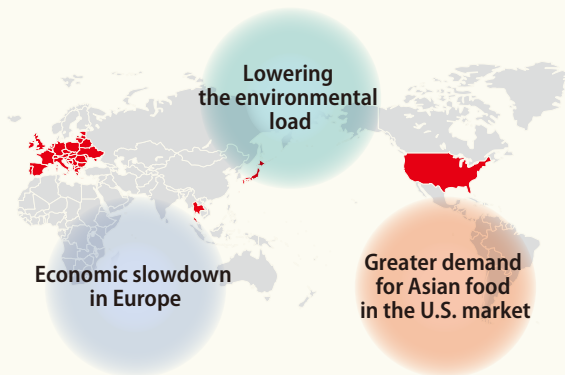 Lowering
the environmental
load
Economic slowdown
in Europe
Greater demand
for Asian food
in the U.S. market